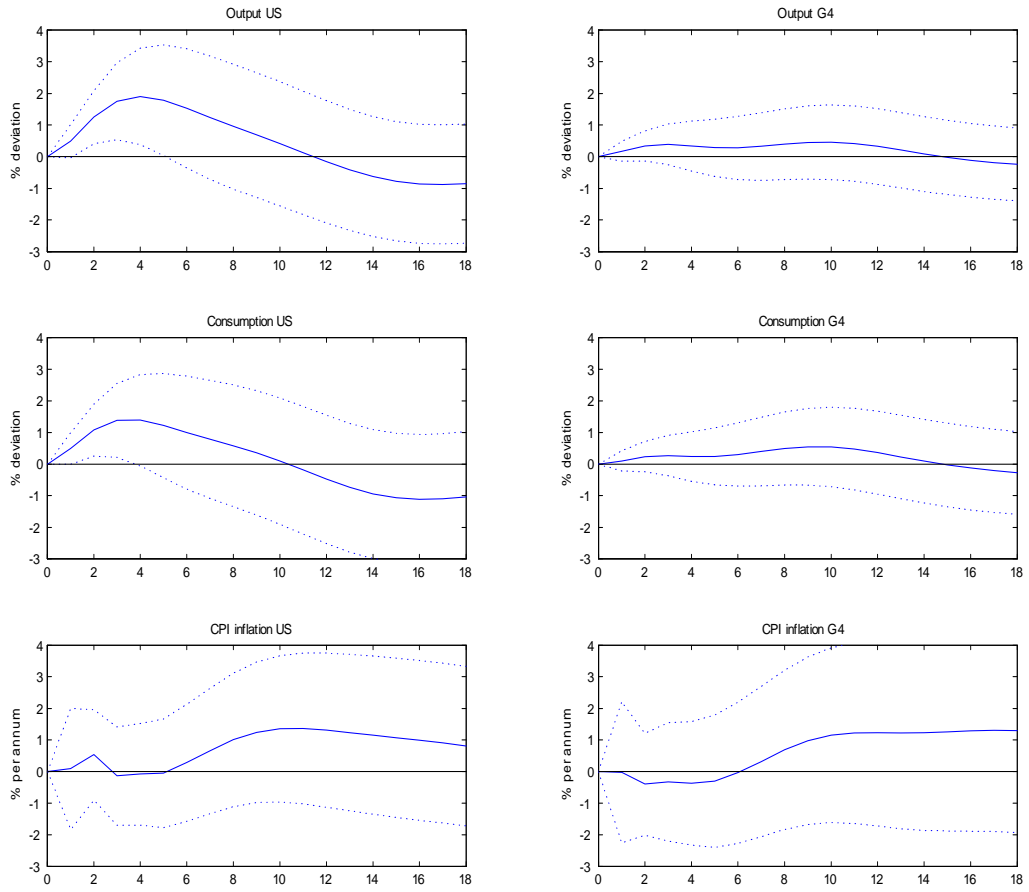 Output US
% deviation
4
3
2
1
0
-1
-2
-3
0 2 4 6 8 10 12 14 16 18
Output G4
% deviation
4
3
2
1
0
-1
-2
-3
0 2 4 6 8 10 12 14 16 18
Consumption US
% deviation
4
3
2
1
0
-1
-2
-3
0 2 4 6 8 10 12 14 16 18
Consumption G4
% deviation
4
3
2
1
0
-1
-2
-3
0 2 4 6 8 10 12 14 16 18
CPI inflation US
% per annum
4
3
2
1
0
-1
-2
-3
0 2 4 6 8 10 12 14 16 18
CPI inflation G4
% per annum
4
3
2
1
0
-1
-2
-3
0 2 4 6 8 10 12 14 16 18